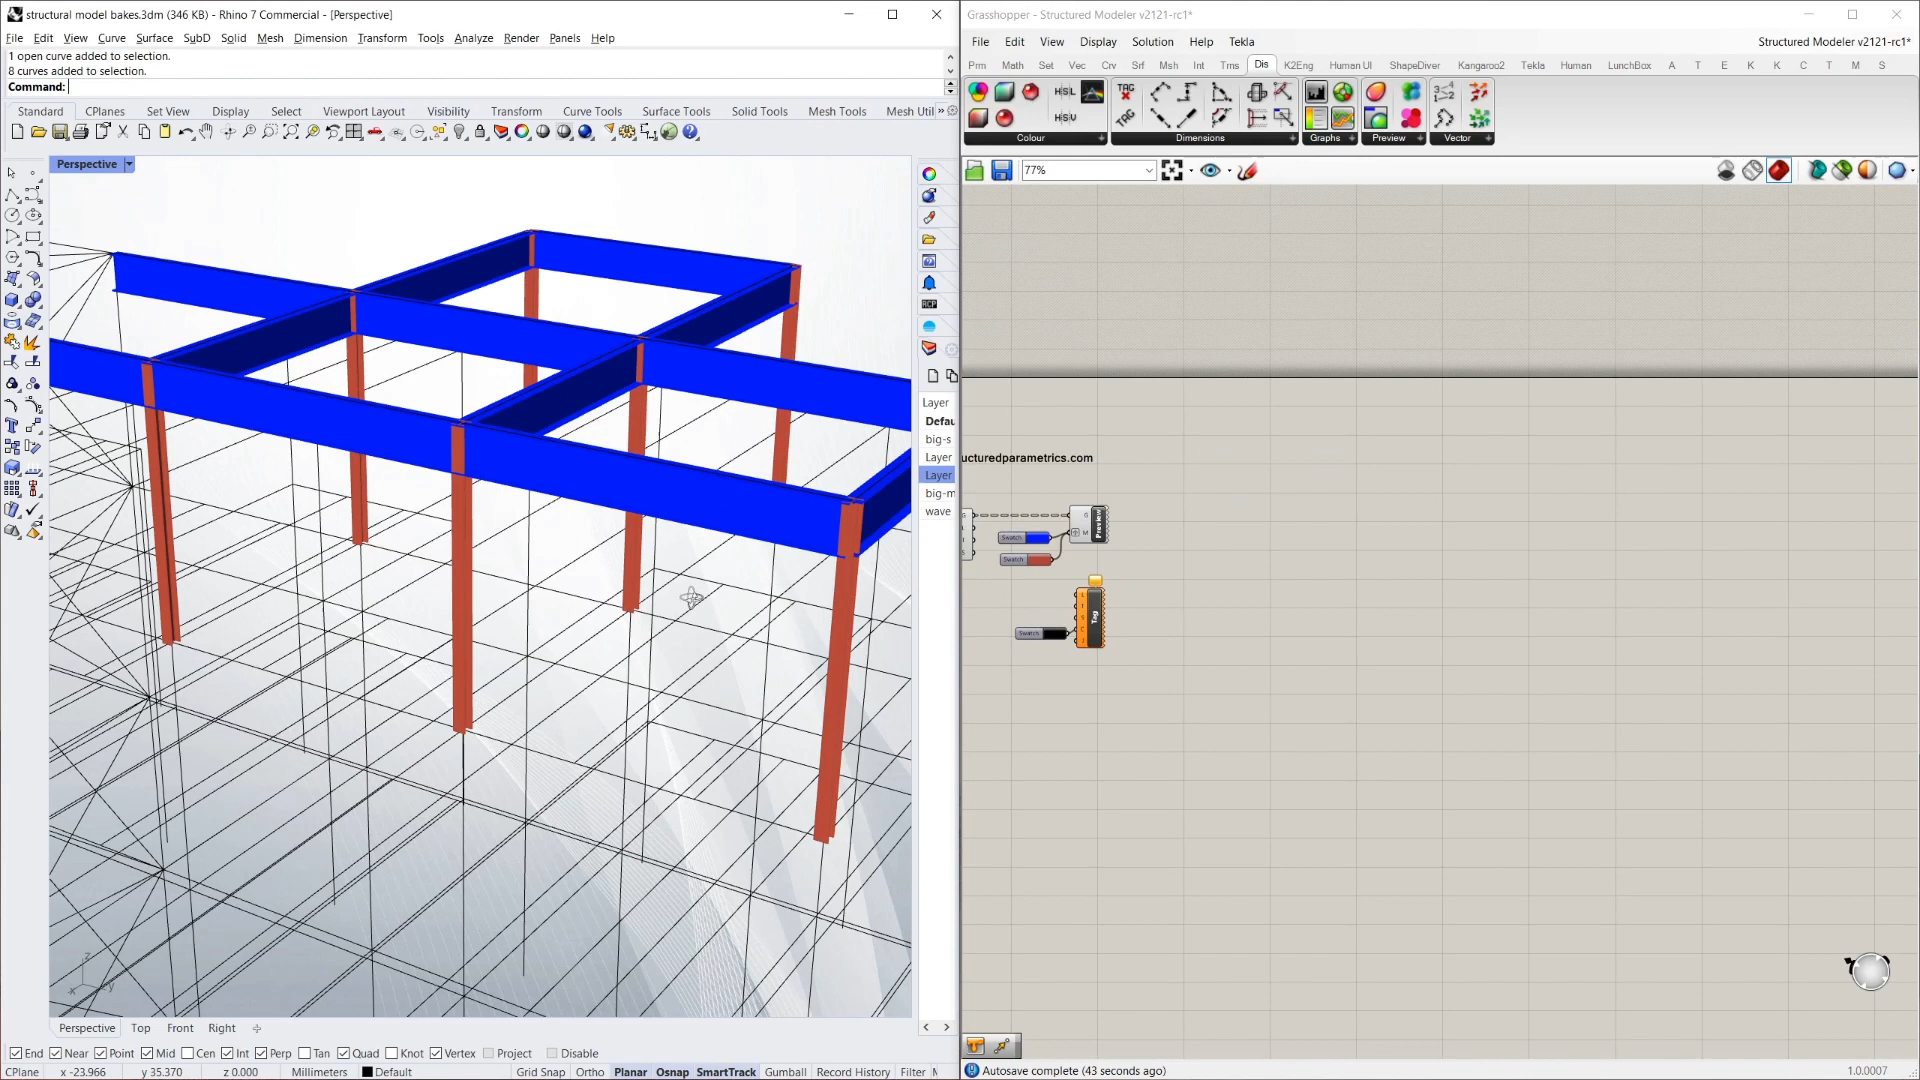 structural model bakes.3dm (346 KB) - Rhino 7 Commercial - [Perspective]
File Edit View Curve Surface SubD Solid Mesh Dimension Transform Tools Analyze Render Panels Help
1 open curve added to selection.
8 curves added to selection.
Command:
Standard CPlanes Set View Display Select Viewport Layout Visibility Transform Curve Tools Surface Tools Solid Tools Mesh Tools Mesh Util »
Perspective
RCP
Layer
Defau
big-s
Layer
Layer
big-m
wave
z
x y
Perspective Top Front Right
End Near Point Mid Cen Int Perp Tan Quad Knot Vertex Project Disable
CPlane x -23.966 y 35.370 z 0.000 Millimeters Default Grid Snap Ortho Planar Osnap SmartTrack Gumball Record History Filter M
Grasshopper - Structured Modeler v2121-rc1*
File Edit View Display Solution Help Tekla Structured Modeler v2121-rc1*
Prm Math Set Vec Crv Srf Msh Int Trns Dis K2Eng Human UI ShapeDiver Kangaroo2 Tekla Human LunchBox A T E K K C T M S
HSL TAG
HSV TAG
Colour Dimensions Graphs Preview Vector
77%
ucturedparametrics.com
G
Swatch M Preview
Swatch
Tag
Swatch
Autosave complete (43 seconds ago) 1.0.0007